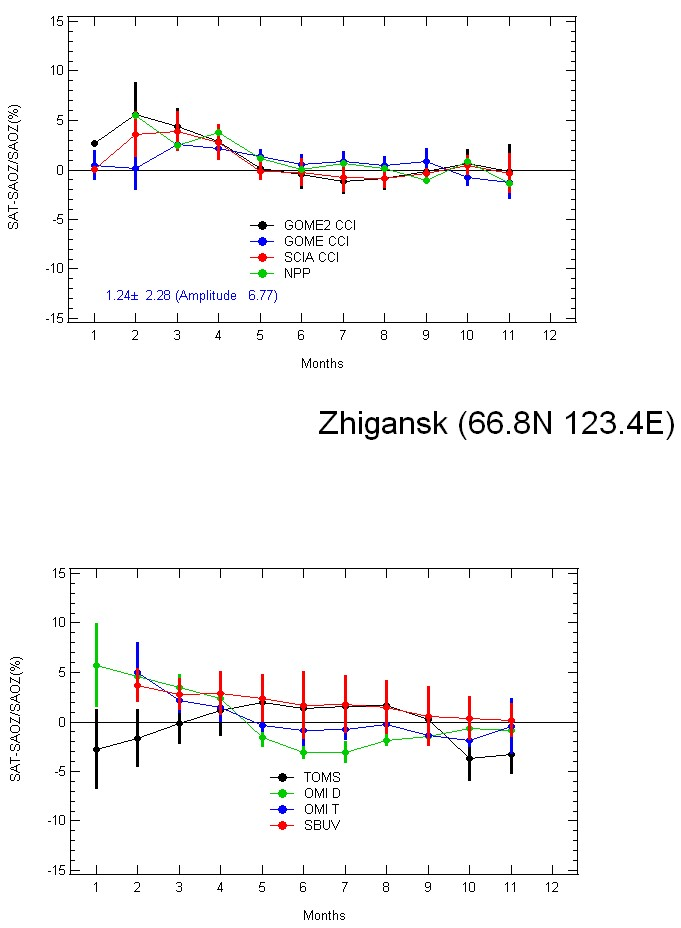 15
10
5
0
-5
-10
-15
SAT-SAOZ/SAOZ(%)
GOME2 CCI
GOME CCI
SCIA CCI
NPP
1.24± 2.28 (Amplitude 6.77)
1 2 3 4 5 6 7 8 9 10 11 12
Months
Zhigansk (66.8N 123.4E)
15
10
5
0
-5
-10
-15
SAT-SAOZ/SAOZ(%)
TOMS
OMI D
OMI T
SBUV
1 2 3 4 5 6 7 8 9 10 11 12
Months